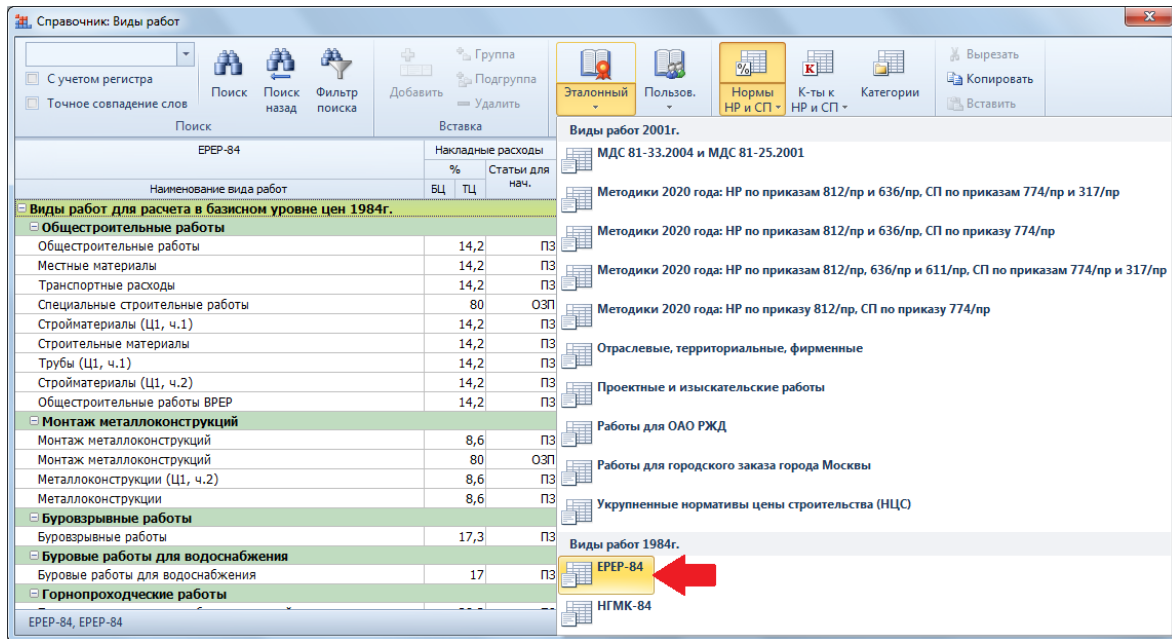 Справочник: Виды работ
С учетом регистра
Точное совпадение слов
Поиск
Поиск назад
Фильтр поиска
Поиск
Добавить
Группа
Подгруппа
Удалить
Вставка
Эталонный
Пользов.
Нормы НР и СП
К-ты к НР и СП
Категории
Вырезать
Копировать
Вставить
ЕРЕР-84
Накладные расходы
%
Статьи для нач.
Наименование вида работ
БЦ ТЦ
Виды работ для расчета в базисном уровне цен 1984г.
Общестроительные работы
Общестроительные работы 14,2 ПЗ
Местные материалы 14,2 ПЗ
Транспортные расходы 14,2 ПЗ
Специальные строительные работы 80 ОЗП
Стройматериалы (Ц1, ч.1) 14,2 ПЗ
Строительные материалы 14,2 ПЗ
Трубы (Ц1, ч.1) 14,2 ПЗ
Стройматериалы (Ц1, ч.2) 14,2 ПЗ
Общестроительные работы ВРЕР 14,2 ПЗ
Монтаж металлоконструкций
Монтаж металлоконструкций 8,6 ПЗ
Монтаж металлоконструкций 80 ОЗП
Металлоконструкции (Ц1, ч.2) 8,6 ПЗ
Металлоконструкции 8,6 ПЗ
Буровзрывные работы
Буровзрывные работы 17,3 ПЗ
Буровые работы для водоснабжения
Буровые работы для водоснабжения 17 ПЗ
Горнопроходческие работы
ЕРЕР-84, ЕРЕР-84
Виды работ 2001г.
МДС 81-33.2004 и МДС 81-25.2001
Методики 2020 года: НР по приказам 812/пр и 636/пр, СП по приказам 774/пр и 317/пр
Методики 2020 года: НР по приказам 812/пр и 636/пр, СП по приказу 774/пр
Методики 2020 года: НР по приказам 812/пр, 636/пр и 611/пр, СП по приказам 774/пр и 317/пр
Методики 2020 года: НР по приказу 812/пр, СП по приказу 774/пр
Отраслевые, территориальные, фирменные
Проектные и изыскательские работы
Работы для ОАО РЖД
Работы для городского заказа города Москвы
Укрупненные нормативы цены строительства (НЦС)
Виды работ 1984г.
ЕРЕР-84
НГМК-84